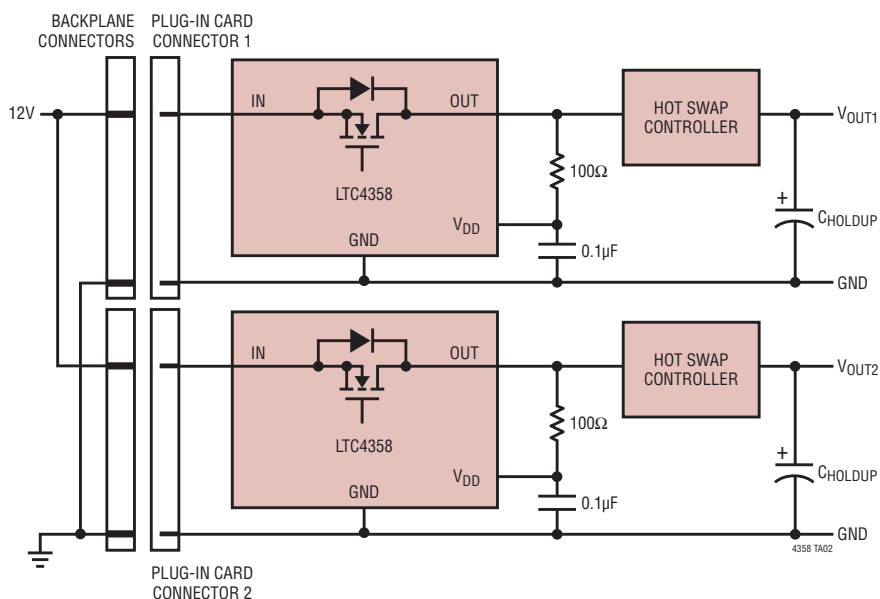 BACKPLANE CONNECTORS
PLUG-IN CARD CONNECTOR 1
12V
IN
OUT
LTC4358
VDD
GND
100Ω
0.1µF
HOT SWAP CONTROLLER
VOUT1
+
CHOLDUP
GND
IN
OUT
LTC4358
VDD
GND
100Ω
0.1µF
HOT SWAP CONTROLLER
VOUT2
+
CHOLDUP
GND
4358 TA02
PLUG-IN CARD CONNECTOR 2